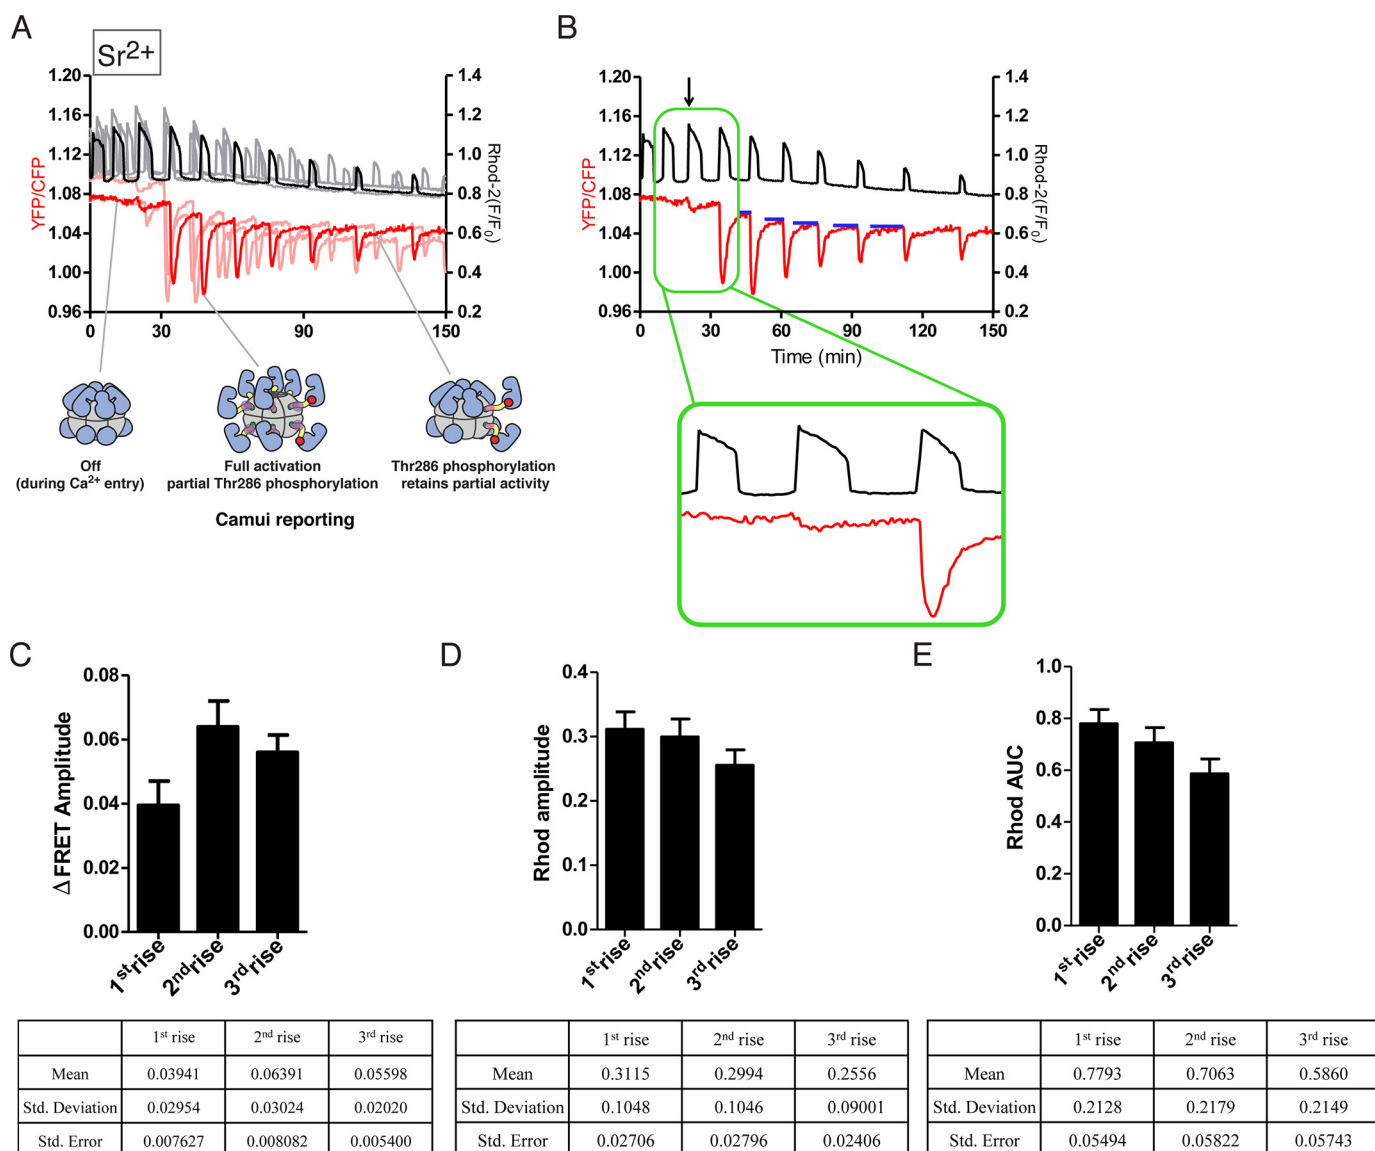 A
Sr2+
1.20
1.16
1.12
1.08
1.04
1.00
0.96
YFP/CFP
1.4
1.2
1.0
0.8
0.6
0.4
0.2
Rhod-2(F/F0)
0 30 90 150
Off
(during Ca2+ entry)
Full activation
partial Thr286 phosphorylation
Thr286 phosphorylation
retains partial activity
Camui reporting
B
1.20
1.16
1.12
1.08
1.04
1.00
0.96
YFP/CFP
1.4
1.2
1.0
0.8
0.6
0.4
0.2
Rhod-2(F/F0)
0 30 60 90 120 150
Time (min)
C
0.08
0.06
0.04
0.02
0.00
ΔFRET Amplitude
1st rise
2nd rise
3rd rise
D
0.4
0.3
0.2
0.1
0.0
Rhod amplitude
1st rise
2nd rise
3rd rise
E
1.0
0.8
0.6
0.4
0.2
0.0
Rhod AUC
1st rise
2nd rise
3rd rise
1st rise 2nd rise 3rd rise
Mean 0.03941 0.06391 0.05598
Std. Deviation 0.02954 0.03024 0.02020
Std. Error 0.007627 0.008082 0.005400
1st rise 2nd rise 3rd rise
Mean 0.3115 0.2994 0.2556
Std. Deviation 0.1048 0.1046 0.09001
Std. Error 0.02706 0.02796 0.02406
1st rise 2nd rise 3rd rise
Mean 0.7793 0.7063 0.5860
Std. Deviation 0.2128 0.2179 0.2149
Std. Error 0.05494 0.05822 0.05743